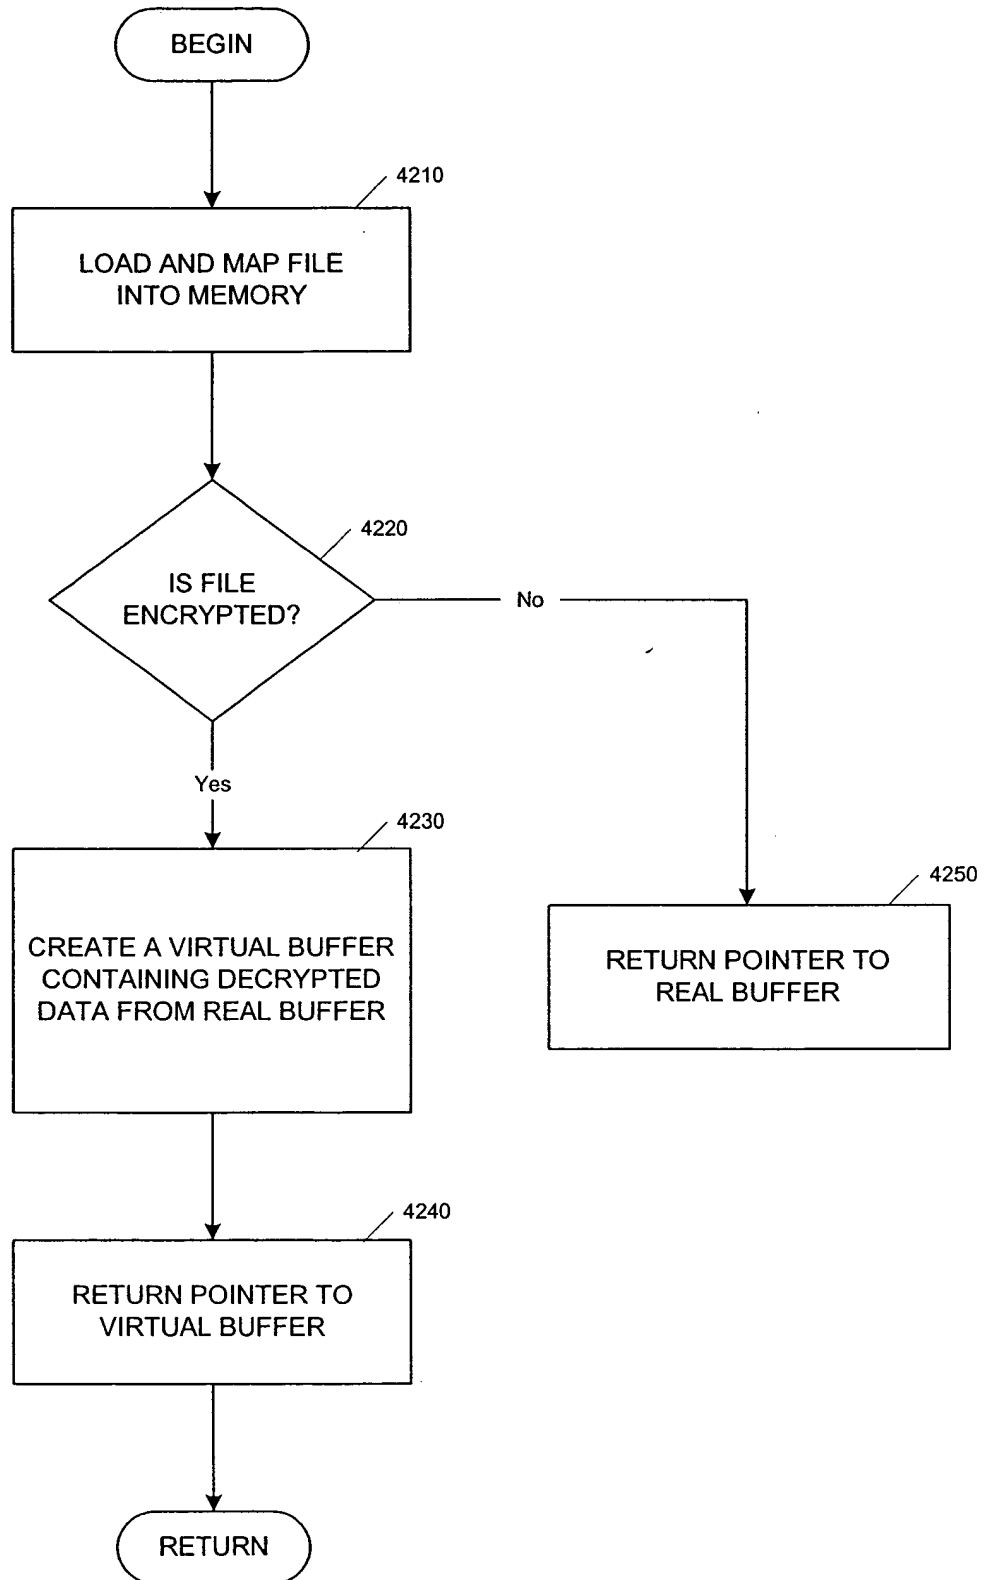 BEGIN
4210
LOAD AND MAP FILE
INTO MEMORY
4220
IS FILE
ENCRYPTED?
No
Yes
4230
CREATE A VIRTUAL BUFFER
CONTAINING DECRYPTED
DATA FROM REAL BUFFER
4250
RETURN POINTER TO
REAL BUFFER
4240
RETURN POINTER TO
VIRTUAL BUFFER
RETURN